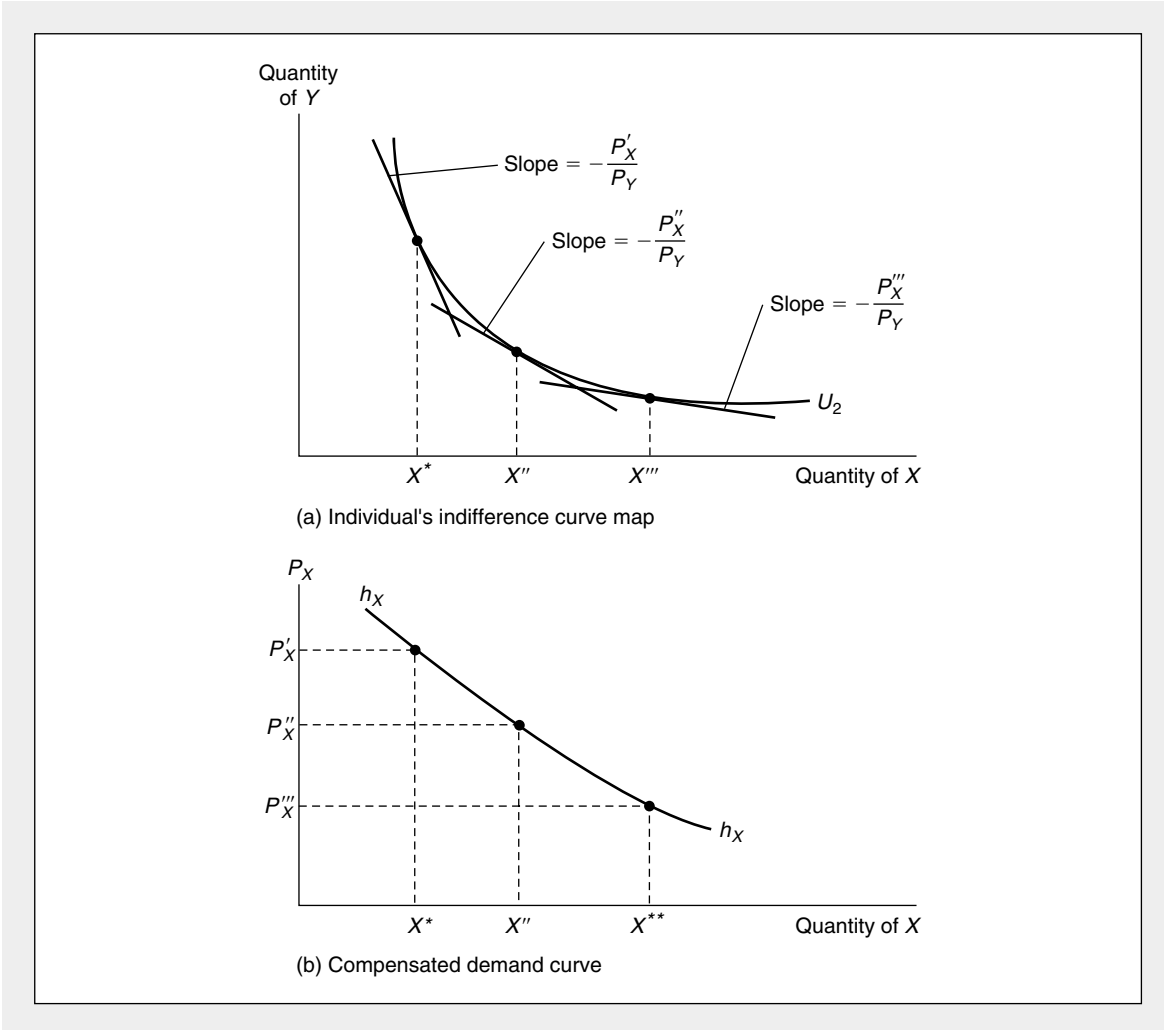 Quantity
of Y
Slope = − P′X / PY
Slope = − P″X / PY
Slope = − P‴X / PY
U2
X* X″ X‴ Quantity of X
(a) Individual's indifference curve map
PX
hX
P′X
P″X
P‴X
hX
X* X″ X** Quantity of X
(b) Compensated demand curve